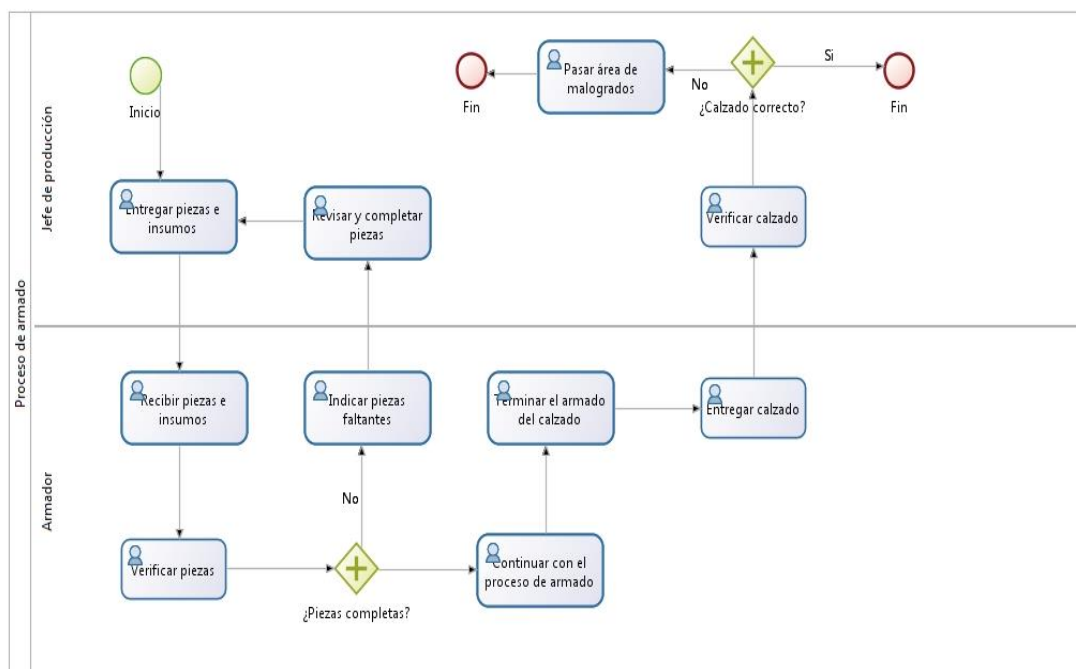 Proceso de armado
Jefe de producción
Inicio
Entregar piezas e
insumos
Revisar y completar
piezas
Fin
Pasar área de
malogrados
No
¿Calzado correcto?
Si
Fin
Verificar calzado
Armador
Recibir piezas e
insumos
Indicar piezas
faltantes
Terminar el armado
del calzado
Entregar calzado
No
Verificar piezas
¿Piezas completas?
Continuar con el
proceso de armado